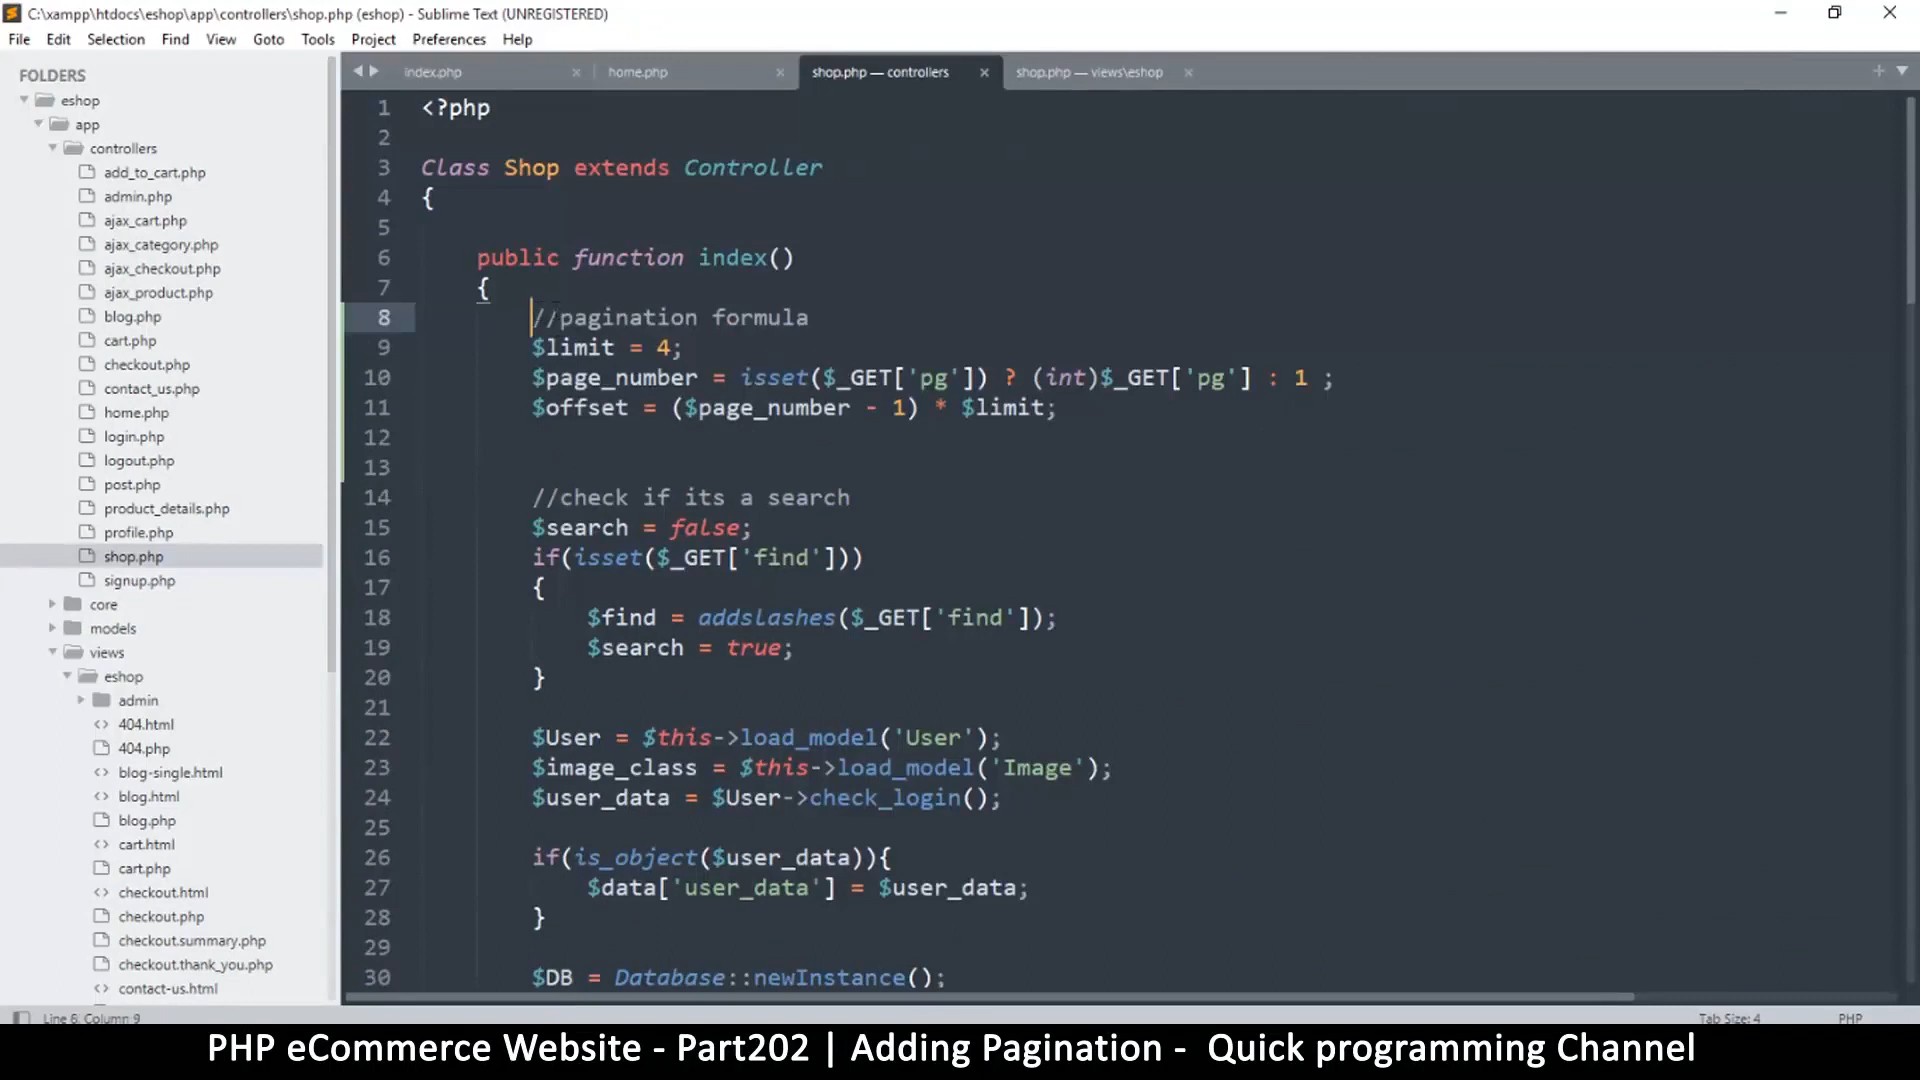 C:\xampp\htdocs\eshop\app\controllers\shop.php (eshop) - Sublime Text (UNREGISTERED)
File Edit Selection Find View Goto Tools Project Preferences Help
FOLDERS
eshop
app
controllers
add_to_cart.php
admin.php
ajax_cart.php
ajax_category.php
ajax_checkout.php
ajax_product.php
blog.php
cart.php
checkout.php
contact_us.php
home.php
login.php
logout.php
post.php
product_details.php
profile.php
shop.php
signup.php
core
models
views
eshop
admin
404.html
404.php
blog-single.html
blog.html
blog.php
cart.html
cart.php
checkout.html
checkout.php
checkout.summary.php
checkout.thank_you.php
contact-us.html
index.php home.php shop.php — controllers shop.php — views\eshop
1 <?php
2
3 Class Shop extends Controller
4 {
5
6 public function index()
7 {
8 //pagination formula
9 $limit = 4;
10 $page_number = isset($_GET['pg']) ? (int)$_GET['pg'] : 1 ;
11 $offset = ($page_number - 1) * $limit;
12
13
14 //check if its a search
15 $search = false;
16 if(isset($_GET['find']))
17 {
18 $find = addslashes($_GET['find']);
19 $search = true;
20 }
21
22 $User = $this->load_model('User');
23 $image_class = $this->load_model('Image');
24 $user_data = $User->check_login();
25
26 if(is_object($user_data)){
27 $data['user_data'] = $user_data;
28 }
29
30 $DB = Database::newInstance();
Line 6, Column 9 Tab Size: 4 PHP
PHP eCommerce Website - Part202 | Adding Pagination - Quick programming Channel